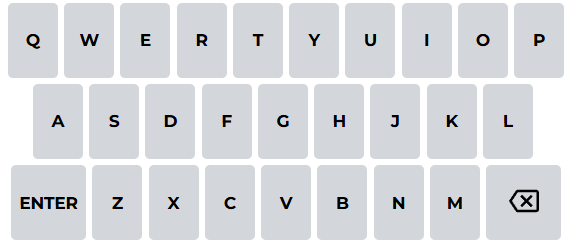 Q W E R T Y U I O P
A S D F G H J K L
ENTER Z X C V B N M